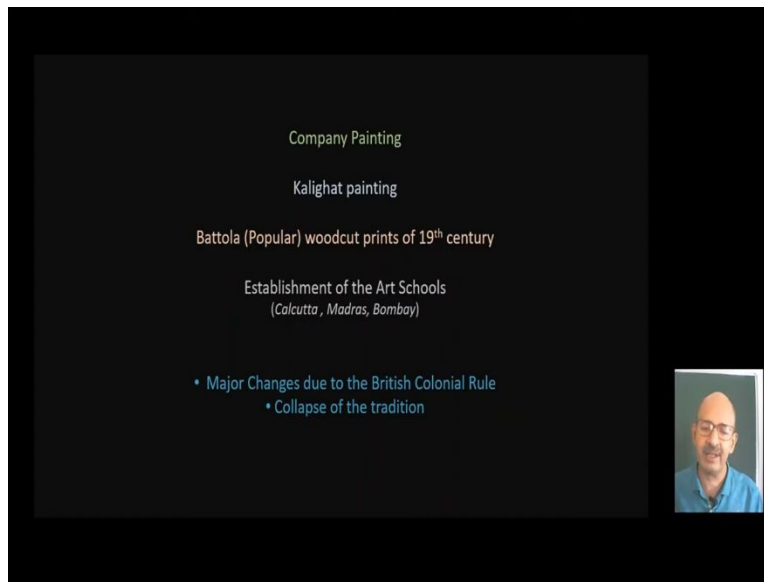 Company Painting
Kalighat painting
Battola (Popular) woodcut prints of 19th century
Establishment of the Art Schools
(Calcutta , Madras, Bombay)
• Major Changes due to the British Colonial Rule
• Collapse of the tradition